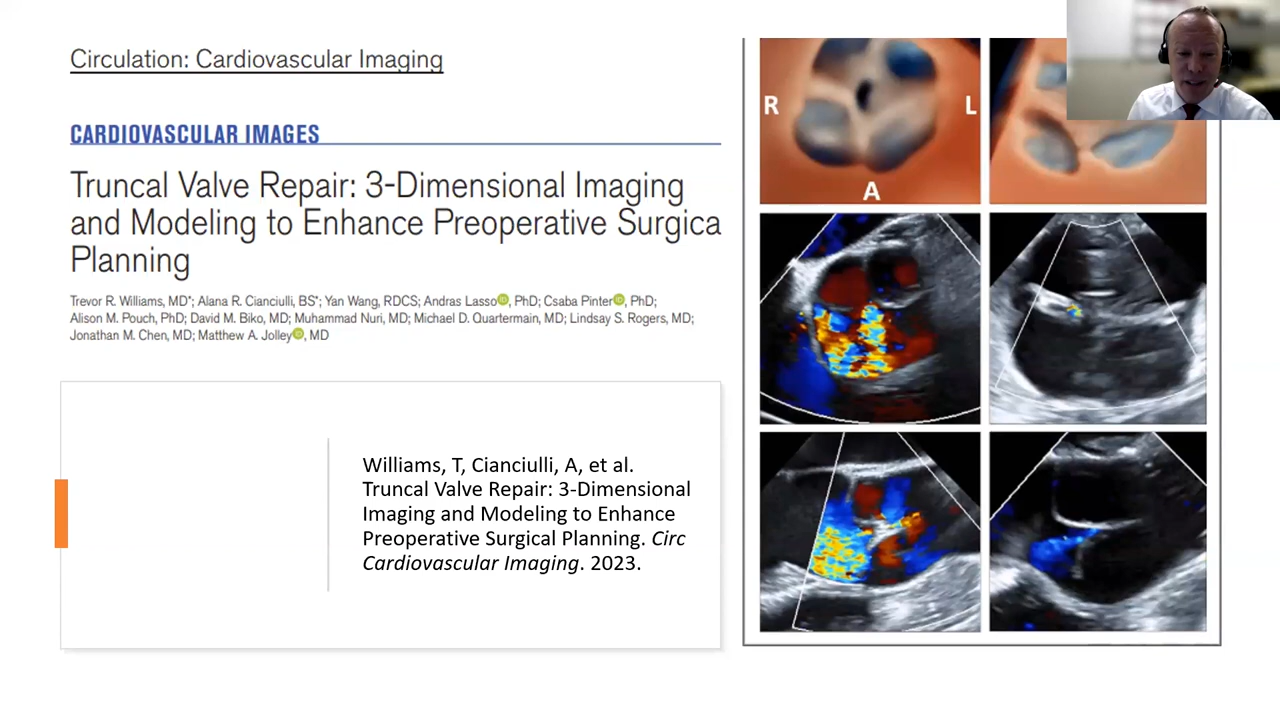 Circulation: Cardiovascular Imaging
CARDIOVASCULAR IMAGES
Truncal Valve Repair: 3-Dimensional Imaging
and Modeling to Enhance Preoperative Surgica
Planning
Trevor R. Williams, MD*; Alana R. Cianciulli, BS*; Yan Wang, RDCS; Andras Lasso, PhD; Csaba Pinter, PhD;
Alison M. Pouch, PhD; David M. Biko, MD; Muhammad Nuri, MD; Michael D. Quartermain, MD; Lindsay S. Rogers, MD;
Jonathan M. Chen, MD; Matthew A. Jolley, MD
Williams, T, Cianciulli, A, et al.
Truncal Valve Repair: 3-Dimensional
Imaging and Modeling to Enhance
Preoperative Surgical Planning. Circ
Cardiovascular Imaging. 2023.
R
L
A